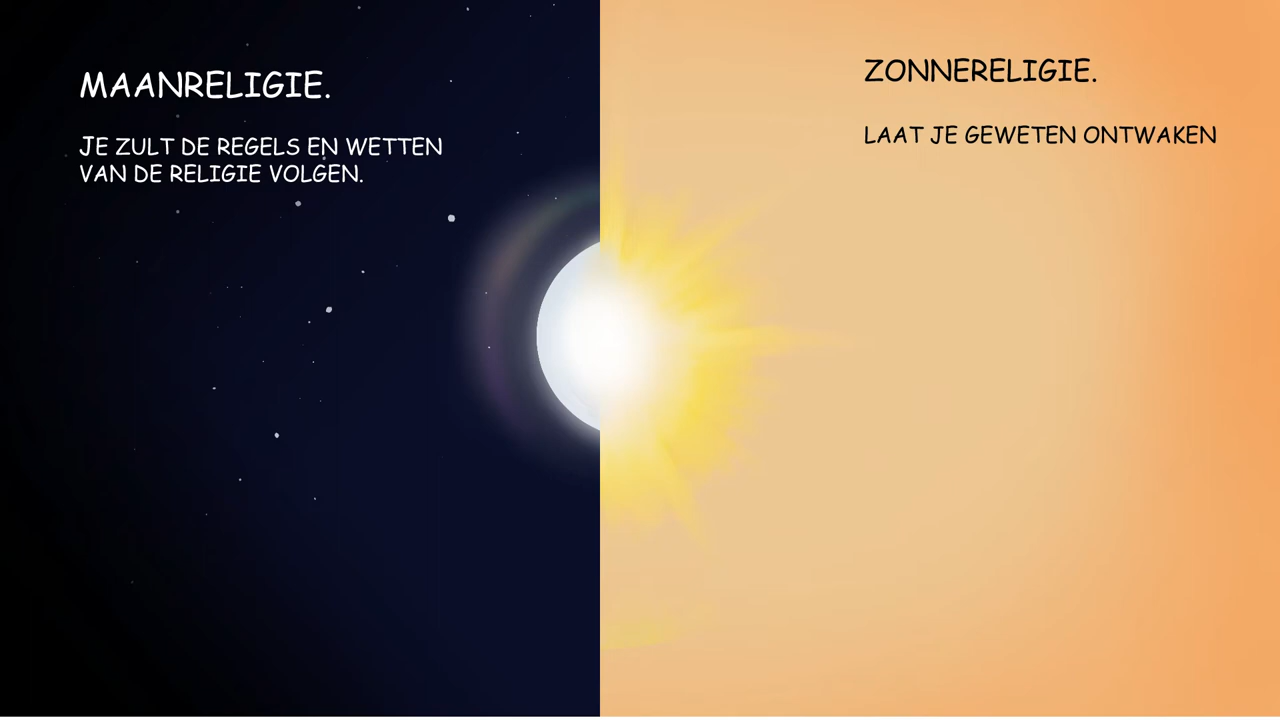 MAANRELIGIE.
JE ZULT DE REGELS EN WETTEN
VAN DE RELIGIE VOLGEN.
ZONNERELIGIE.
LAAT JE GEWETEN ONTWAKEN